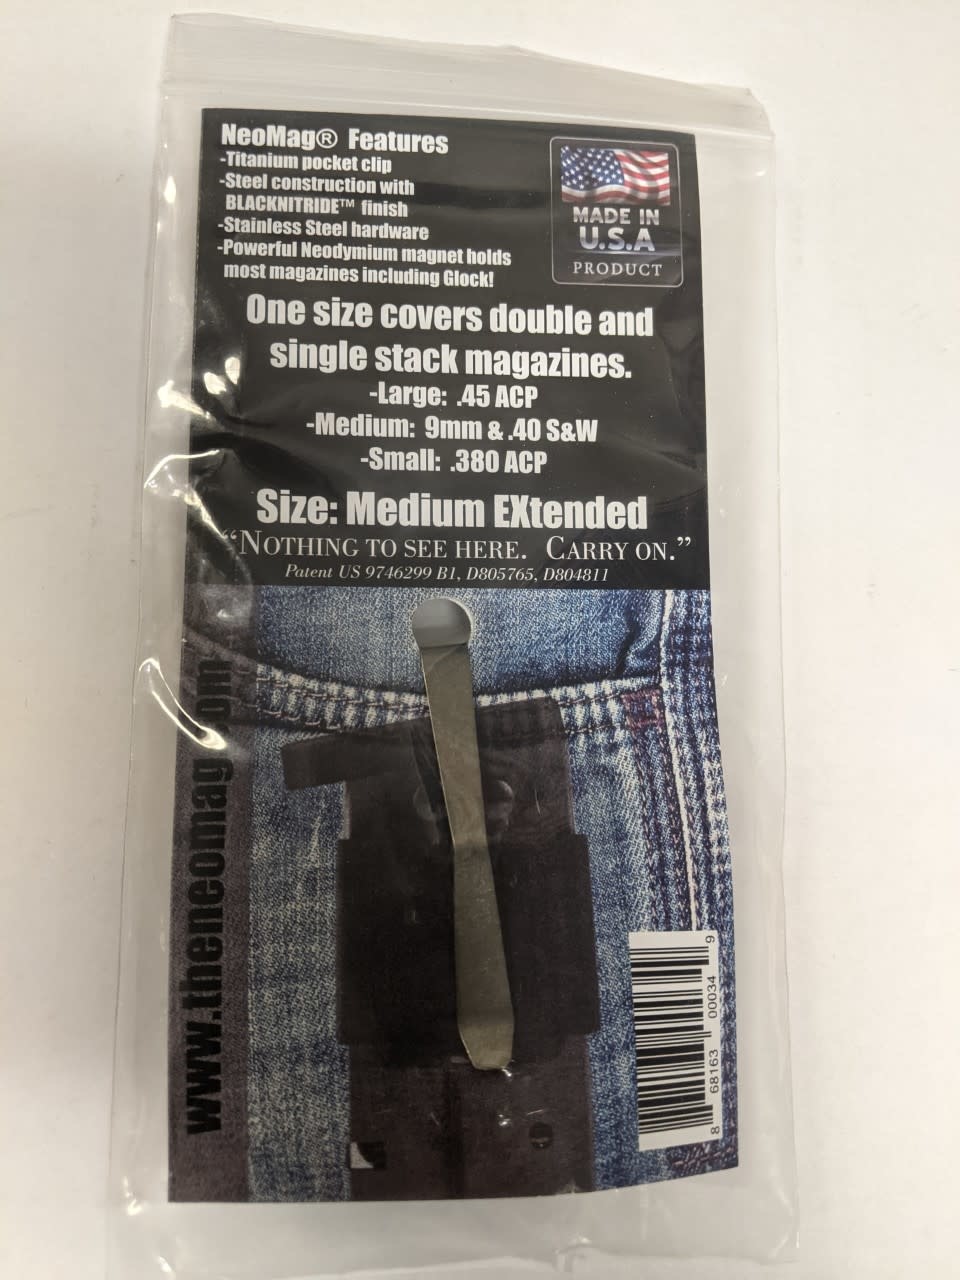 NeoMag® Features
-Titanium pocket clip
-Steel construction with
BLACKNITRIDE™ finish
-Stainless Steel hardware
-Powerful Neodymium magnet holds
most magazines including Glock!
MADE IN
U.S.A
PRODUCT
One size covers double and
single stack magazines.
-Large: .45 ACP
-Medium: 9mm & .40 S&W
-Small: .380 ACP
Size: Medium EXtended
“NOTHING TO SEE HERE. CARRY ON.”
Patent US 9746299 B1, D805765, D804811
www.theneomag.com
8 68163 00034 9